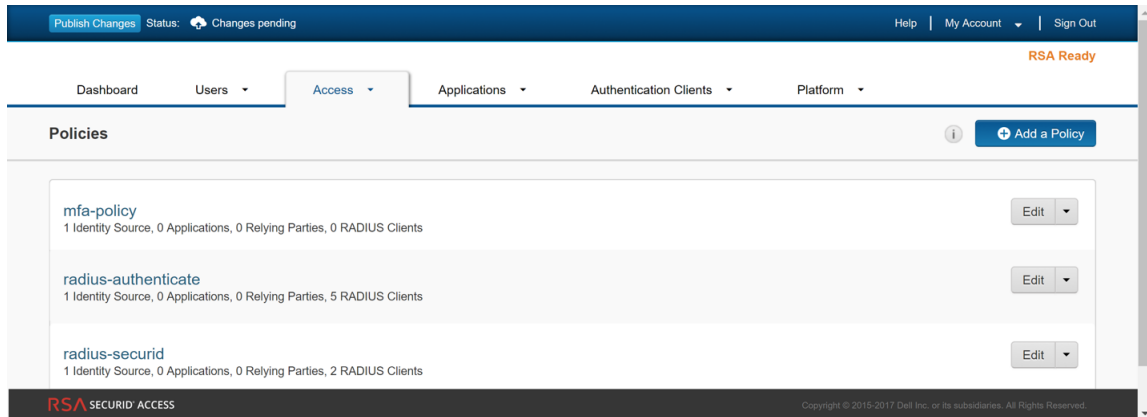 Publish Changes Status: Changes pending Help My Account Sign Out
RSA Ready
Dashboard Users Access Applications Authentication Clients Platform
Policies i Add a Policy
mfa-policy Edit
1 Identity Source, 0 Applications, 0 Relying Parties, 0 RADIUS Clients
radius-authenticate Edit
1 Identity Source, 0 Applications, 0 Relying Parties, 5 RADIUS Clients
radius-securid Edit
1 Identity Source, 0 Applications, 0 Relying Parties, 2 RADIUS Clients
RSA SECURID® ACCESS Copyright © 2015-2017 Dell Inc. or its subsidiaries. All Rights Reserved.